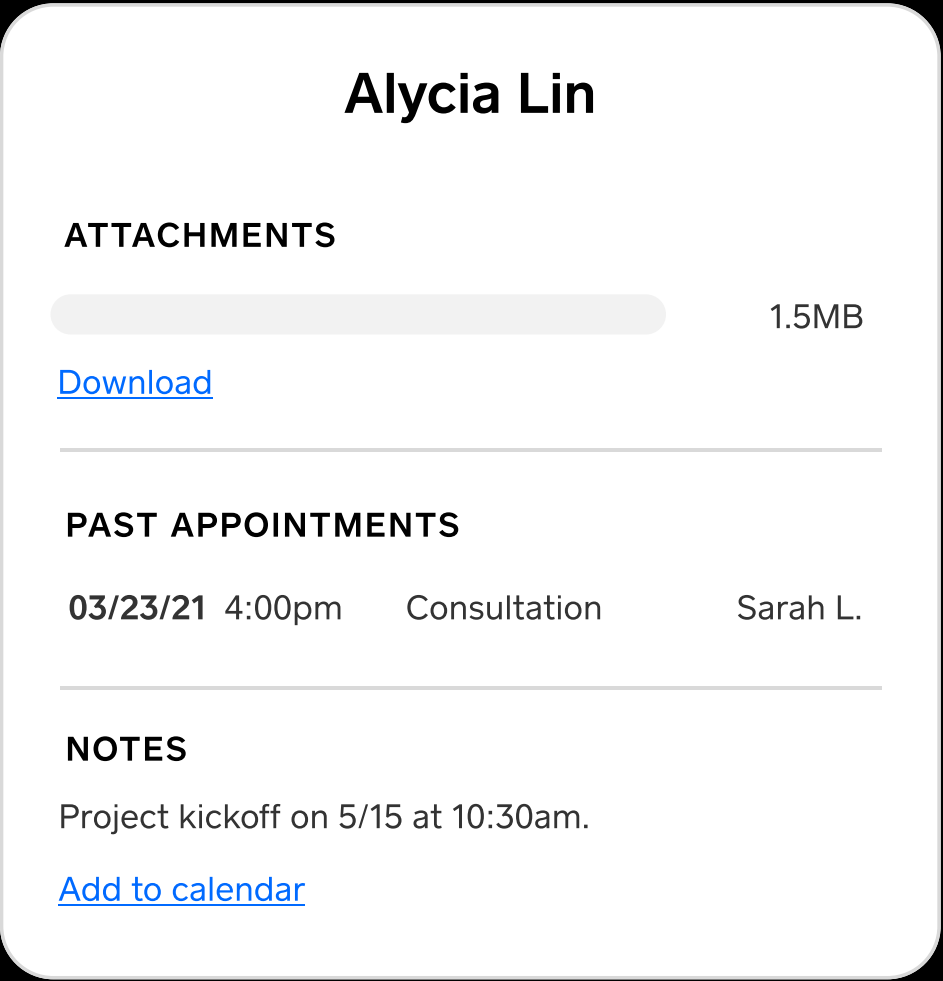 Alycia Lin
ATTACHMENTS
1.5MB
Download
PAST APPOINTMENTS
03/23/21 4:00pm Consultation Sarah L.
NOTES
Project kickoff on 5/15 at 10:30am.
Add to calendar